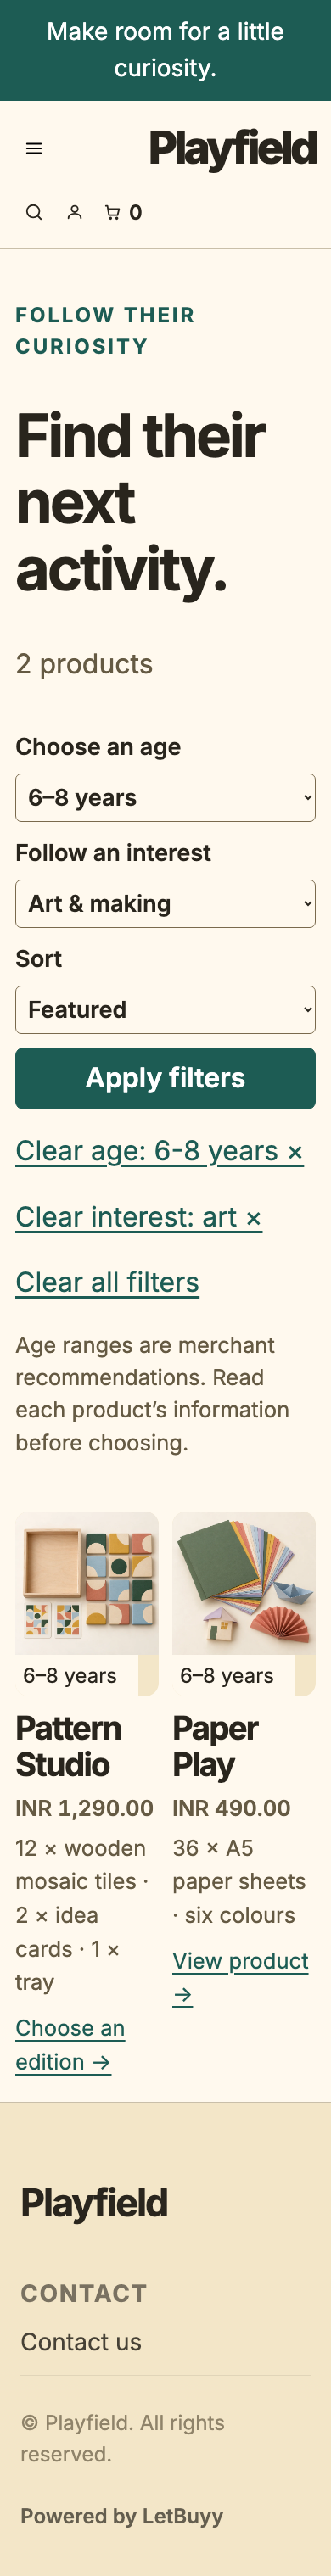 Make room for a little
curiosity.
Playfield
0
FOLLOW THEIR
CURIOSITY
Find their
next
activity.
2 products
Choose an age
6–8 years
Follow an interest
Art & making
Sort
Featured
Apply filters
Clear age: 6-8 years ×
Clear interest: art ×
Clear all filters
Age ranges are merchant
recommendations. Read
each product’s information
before choosing.
6–8 years
Pattern
Studio
INR 1,290.00
12 × wooden
mosaic tiles ·
2 × idea
cards · 1 ×
tray
Choose an
edition →
6–8 years
Paper
Play
INR 490.00
36 × A5
paper sheets
· six colours
View product
→
Playfield
CONTACT
Contact us
© Playfield. All rights
reserved.
Powered by LetBuyy